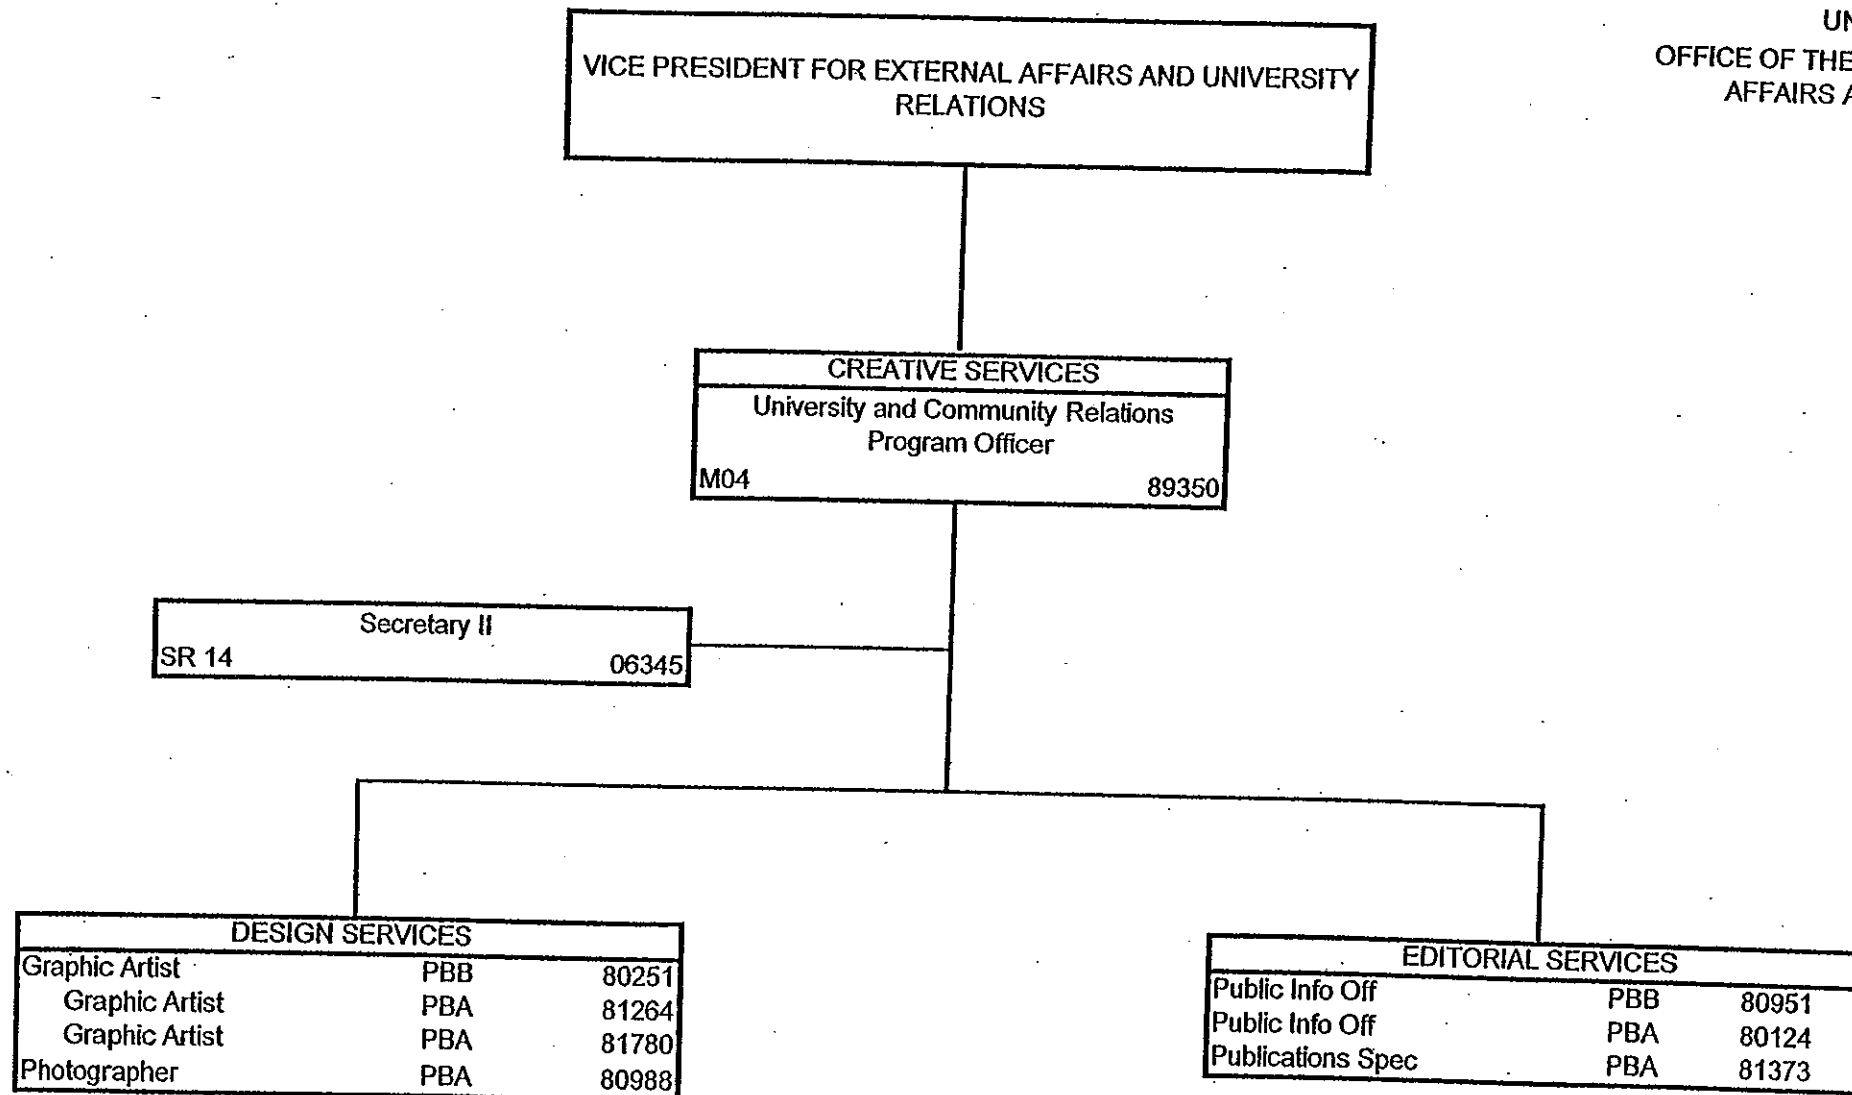 UN
OFFICE OF THE
AFFAIRS A
VICE PRESIDENT FOR EXTERNAL AFFAIRS AND UNIVERSITY
RELATIONS
CREATIVE SERVICES
University and Community Relations
Program Officer
M04 89350
Secretary II
SR 14 06345
DESIGN SERVICES
Graphic Artist PBB 80251
Graphic Artist PBA 81264
Graphic Artist PBA 81780
Photographer PBA 80988
EDITORIAL SERVICES
Public Info Off PBB 80951
Public Info Off PBA 80124
Publications Spec PBA 81373